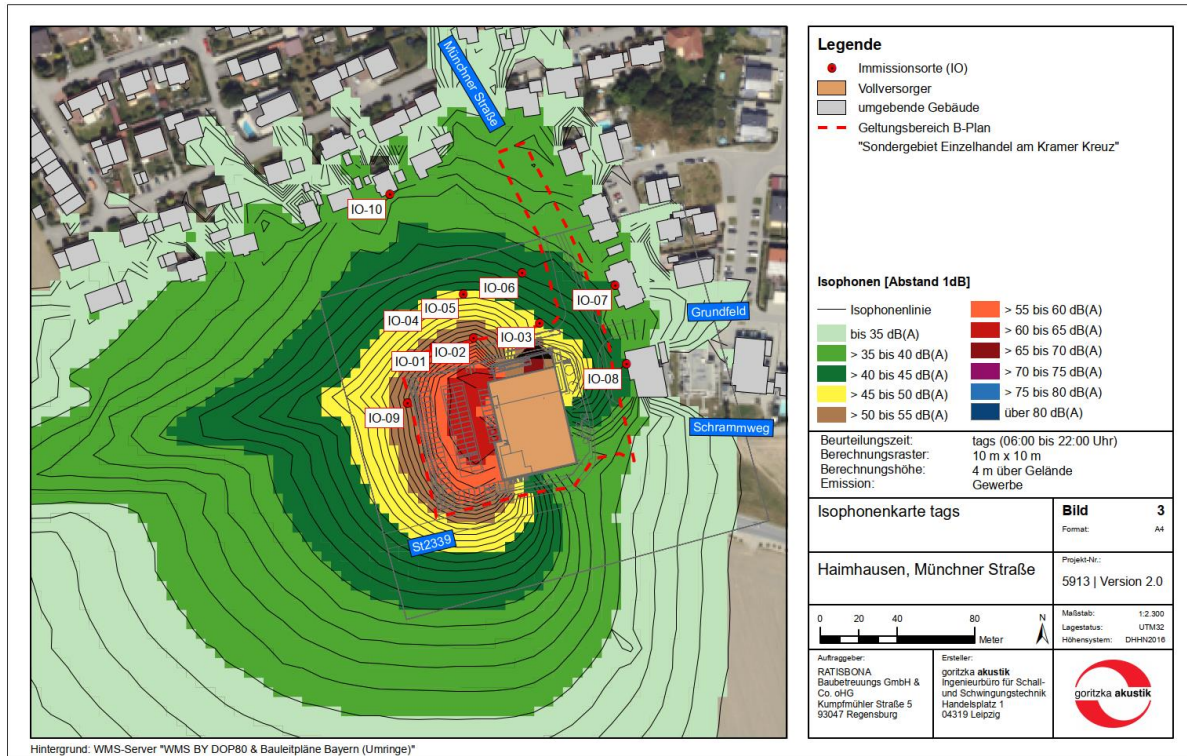 Münchner Straße
IO-10
IO-06
IO-07
IO-05
Grundfeld
IO-04
IO-03
IO-02
IO-01
IO-08
IO-09
Schrammweg
St2339
Legende
Immissionsorte (IO)
Vollversorger
umgebende Gebäude
Geltungsbereich B-Plan
"Sondergebiet Einzelhandel am Kramer Kreuz"
Isophonen [Abstand 1dB]
Isophonenlinie
bis 35 dB(A)
> 35 bis 40 dB(A)
> 40 bis 45 dB(A)
> 45 bis 50 dB(A)
> 50 bis 55 dB(A)
> 55 bis 60 dB(A)
> 60 bis 65 dB(A)
> 65 bis 70 dB(A)
> 70 bis 75 dB(A)
> 75 bis 80 dB(A)
über 80 dB(A)
Beurteilungszeit: tags (06:00 bis 22:00 Uhr)
Berechnungsraster: 10 m x 10 m
Berechnungshöhe: 4 m über Gelände
Emission: Gewerbe
Isophonenkarte tags
Bild 3
Format: A4
Haimhausen, Münchner Straße
Projekt-Nr.:
5913 | Version 2.0
0 20 40 80
Meter
N
Maßstab: 1:2.300
Lagestatus: UTM32
Höhensystem: DHHN2016
Auftraggeber:
RATISBONA
Baubetreuungs GmbH &
Co. oHG
Kumpfmühler Straße 5
93047 Regensburg
Ersteller:
goritzka akustik
Ingenieurbüro für Schall-
und Schwingungstechnik
Handelsplatz 1
04319 Leipzig
goritzka akustik
Hintergrund: WMS-Server "WMS BY DOP80 & Bauleitpläne Bayern (Umringe)"